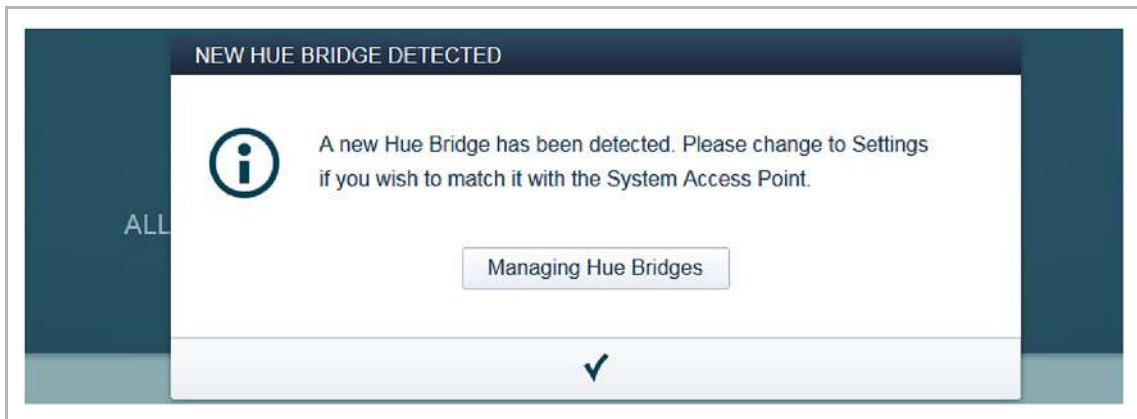 NEW HUE BRIDGE DETECTED
A new Hue Bridge has been detected. Please change to Settings
if you wish to match it with the System Access Point.
ALL
Managing Hue Bridges